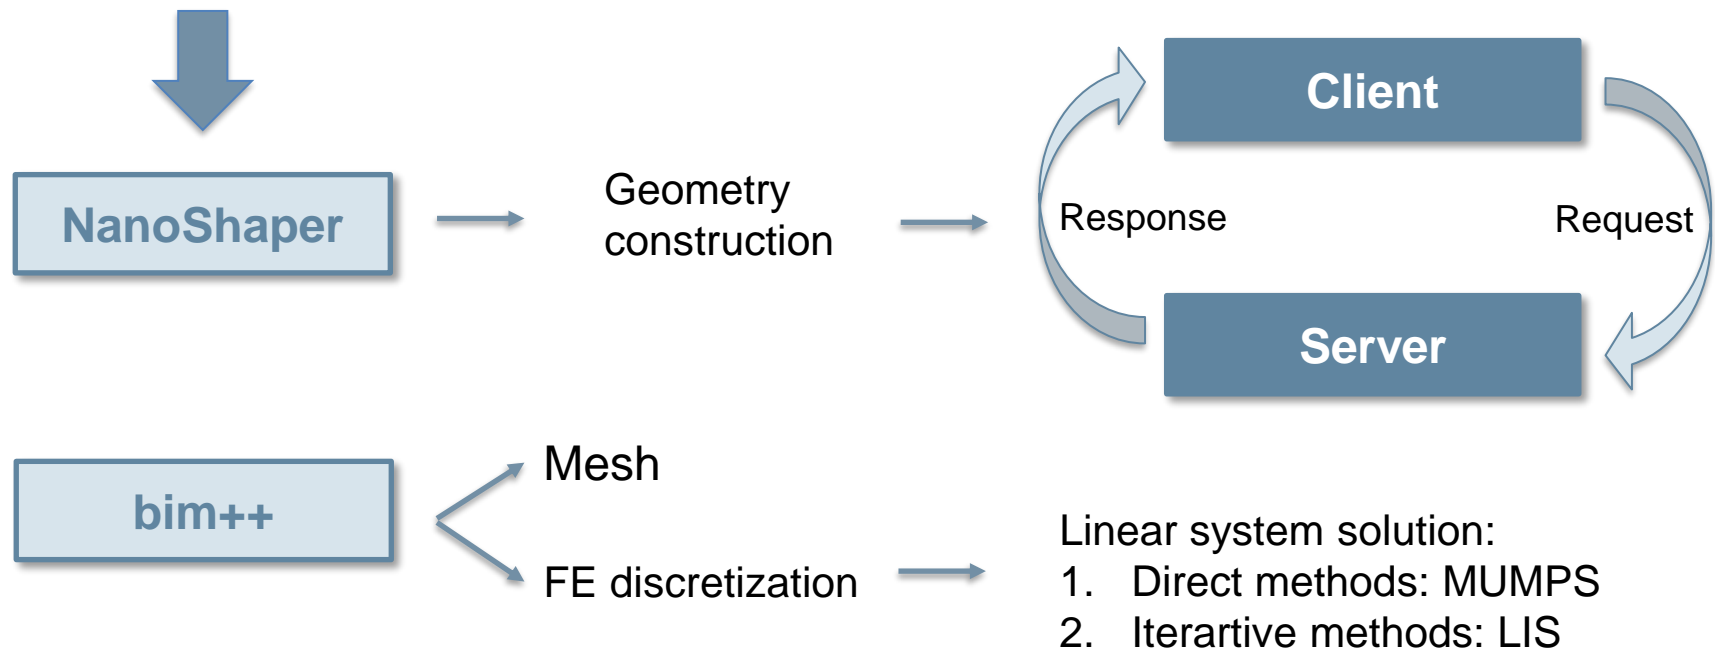 NanoShaper
Geometry
construction
Client
Response
Request
Server
bim++
Mesh
FE discretization
Linear system solution:
1. Direct methods: MUMPS
2. Iterartive methods: LIS